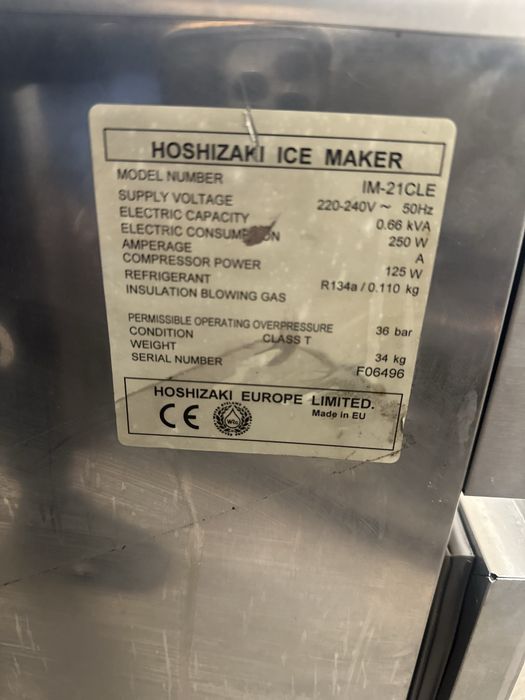 HOSHIZAKI ICE MAKER
MODEL NUMBER IM-21CLE
SUPPLY VOLTAGE 220-240V ~ 50Hz
ELECTRIC CAPACITY 0.66 kVA
ELECTRIC 250 W
AMPERAGE A
COMPRESSOR POWER 125 W
REFRIGERANT R134a / 0.110 kg
INSULATION BLOWING GAS
PERMISSIBLE OPERATING OVERPRESSURE 36 bar
CONDITION CLASS T
WEIGHT 34 kg
SERIAL NUMBER F06496
HOSHIZAKI EUROPE LIMITED.
CE Made in EU